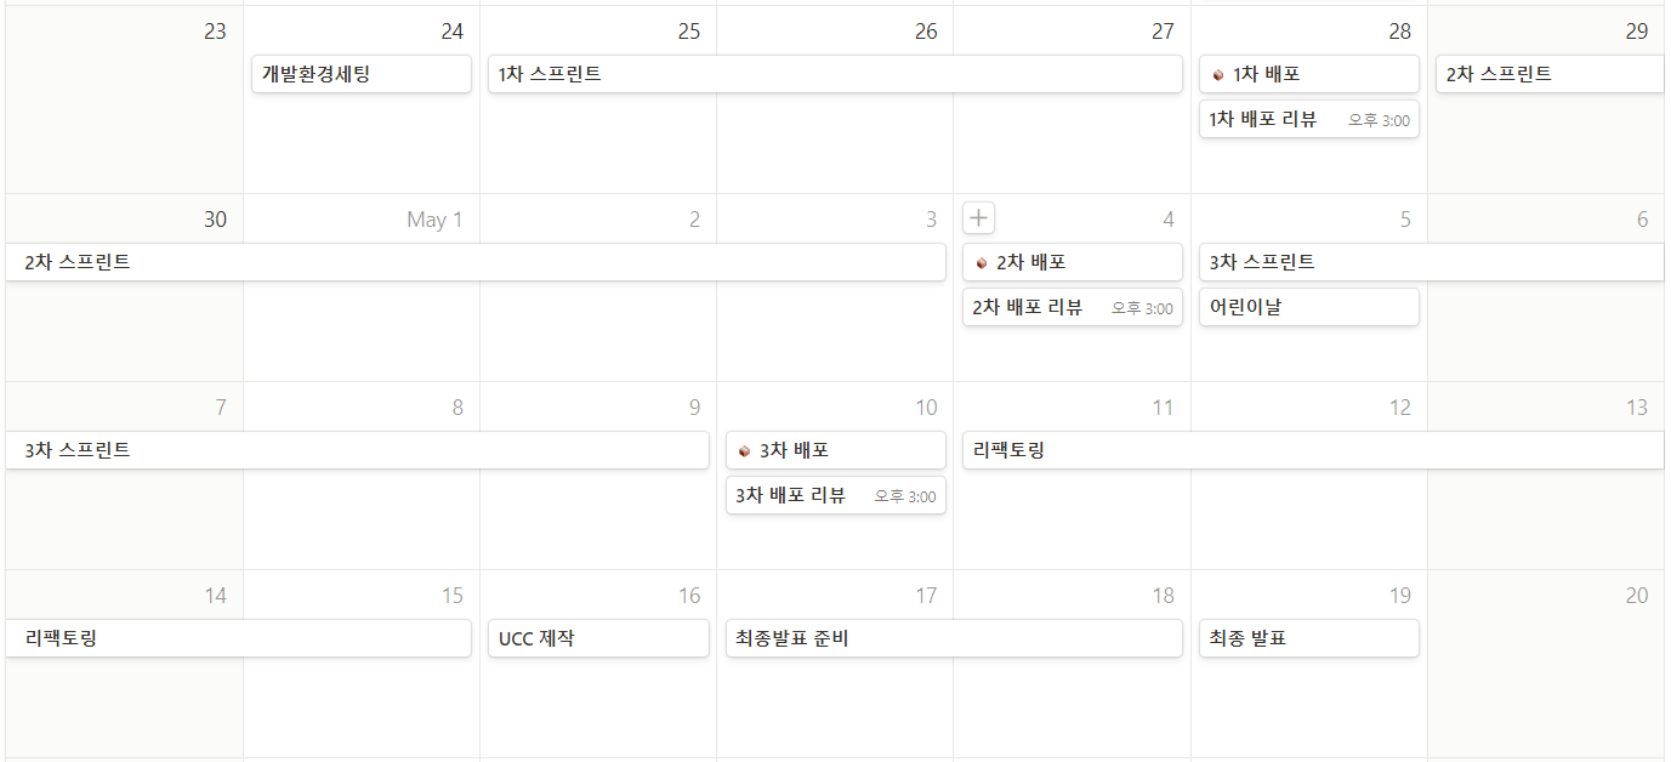 23 24 25 26 27 28 29
개발환경세팅 1차 스프린트 1차 배포 2차 스프린트
1차 배포 리뷰 오후 3:00
30 May 1 2 3 4 5 6
2차 스프린트 2차 배포 3차 스프린트
2차 배포 리뷰 오후 3:00 어린이날
7 8 9 10 11 12 13
3차 스프린트 3차 배포 리팩토링
3차 배포 리뷰 오후 3:00
14 15 16 17 18 19 20
리팩토링 UCC 제작 최종발표 준비 최종 발표